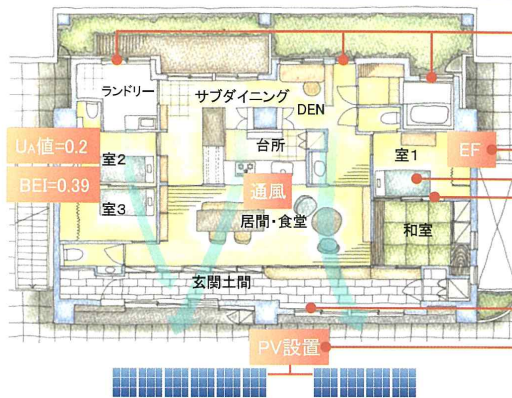 ランドリー
サブダイニング
DEN
台所
UA値=0.2
室2
室1
EF
BEI=0.39
通風
室3
居間・食堂
和室
玄関土間
PV設置